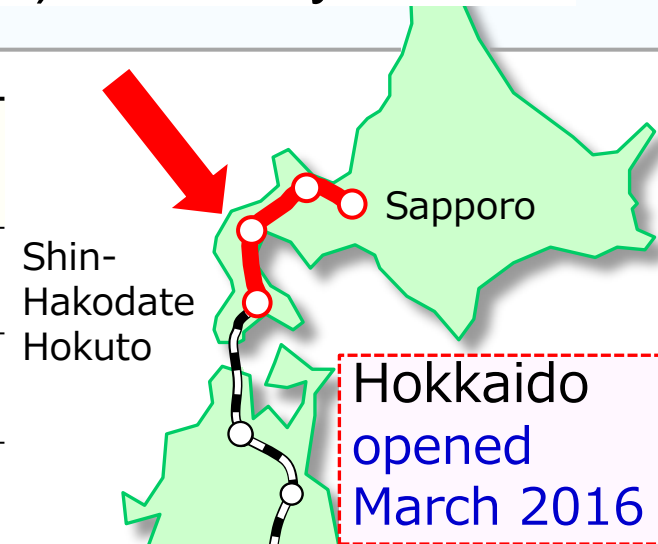 Sapporo
Shin-
Hakodate
Hokuto
Hokkaido
opened
March 2016